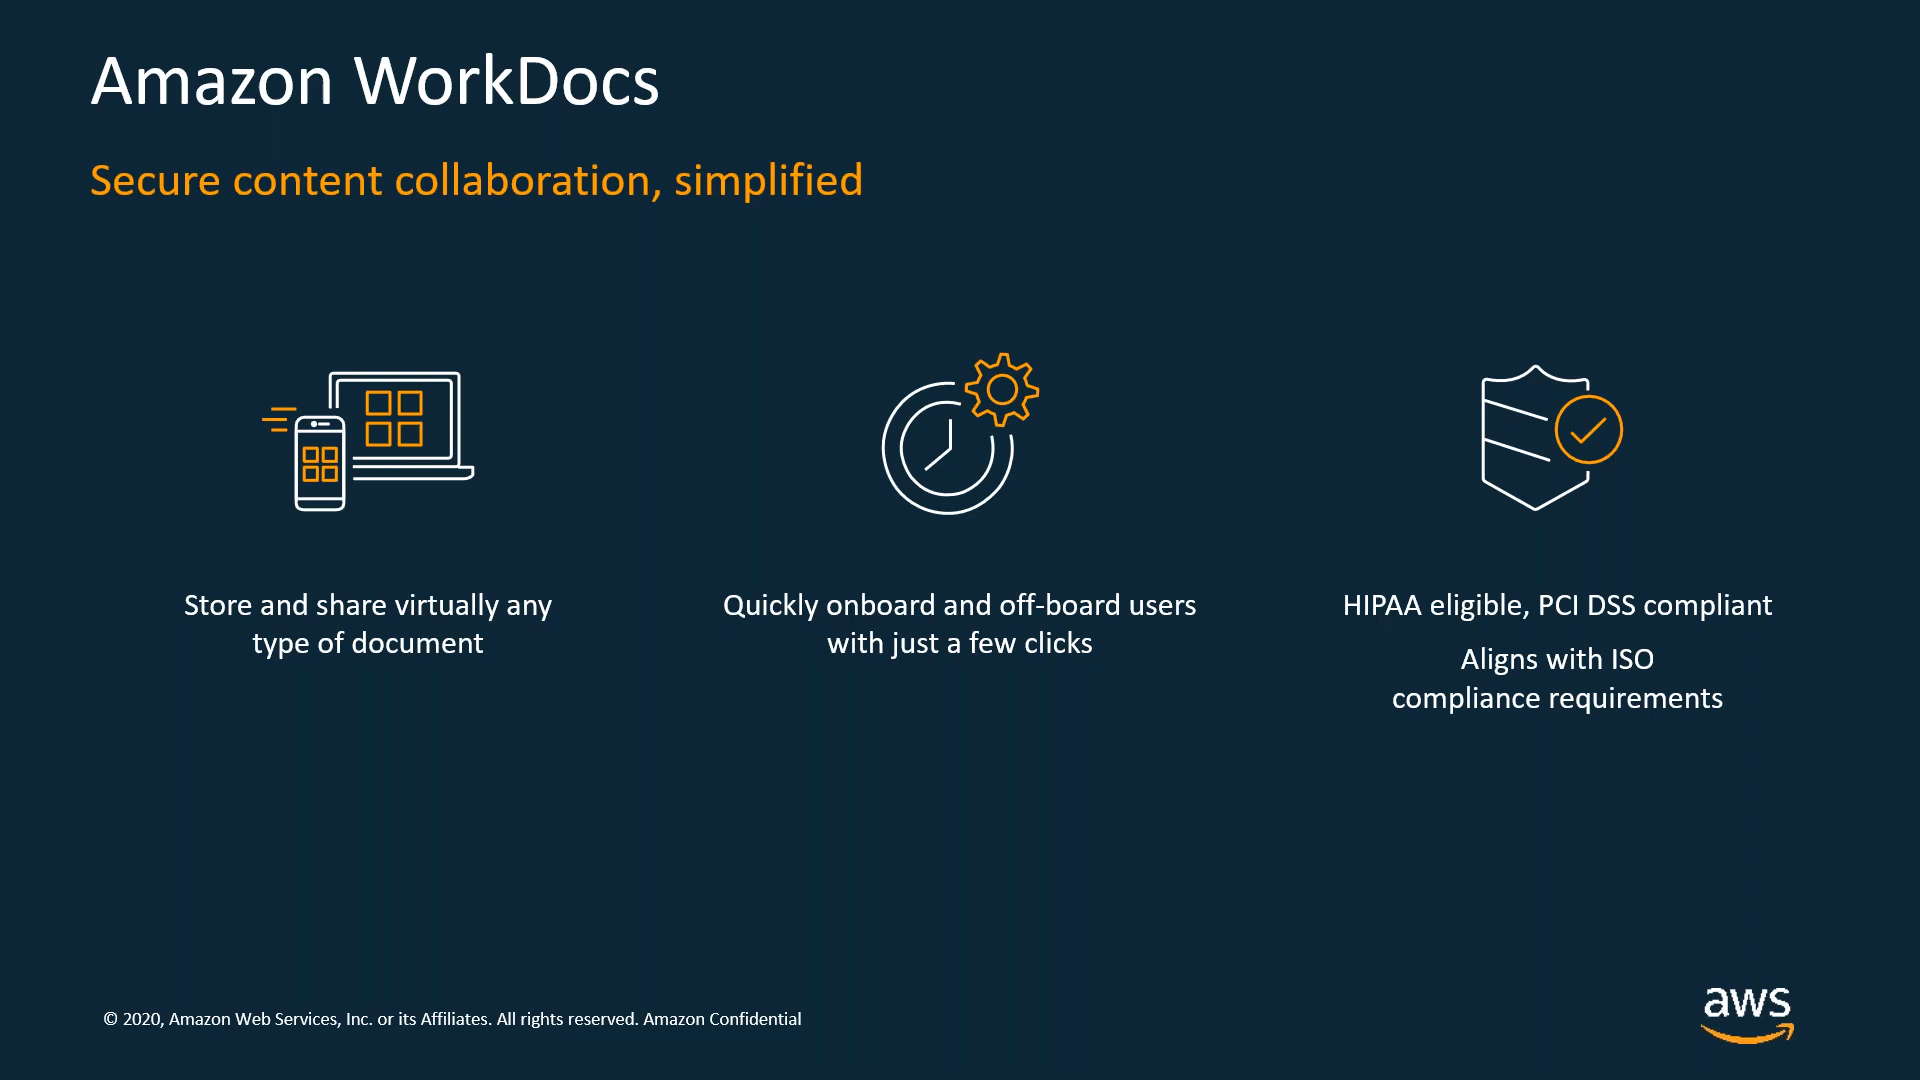 Amazon WorkDocs
Secure content collaboration, simplified
Store and share virtually any
type of document
Quickly onboard and off-board users
with just a few clicks
HIPAA eligible, PCI DSS compliant
Aligns with ISO
compliance requirements
© 2020, Amazon Web Services, Inc. or its Affiliates. All rights reserved. Amazon Confidential
aws